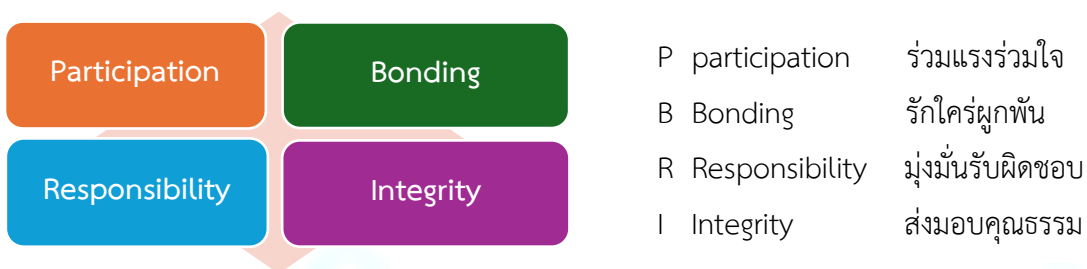 Participation
Bonding
Responsibility
Integrity
P participation ร่วมแรงร่วมใจ
B Bonding รักใคร่ผูกพัน
R Responsibility มุ่งมั่นรับผิดชอบ
I Integrity ส่งมอบคุณธรรม